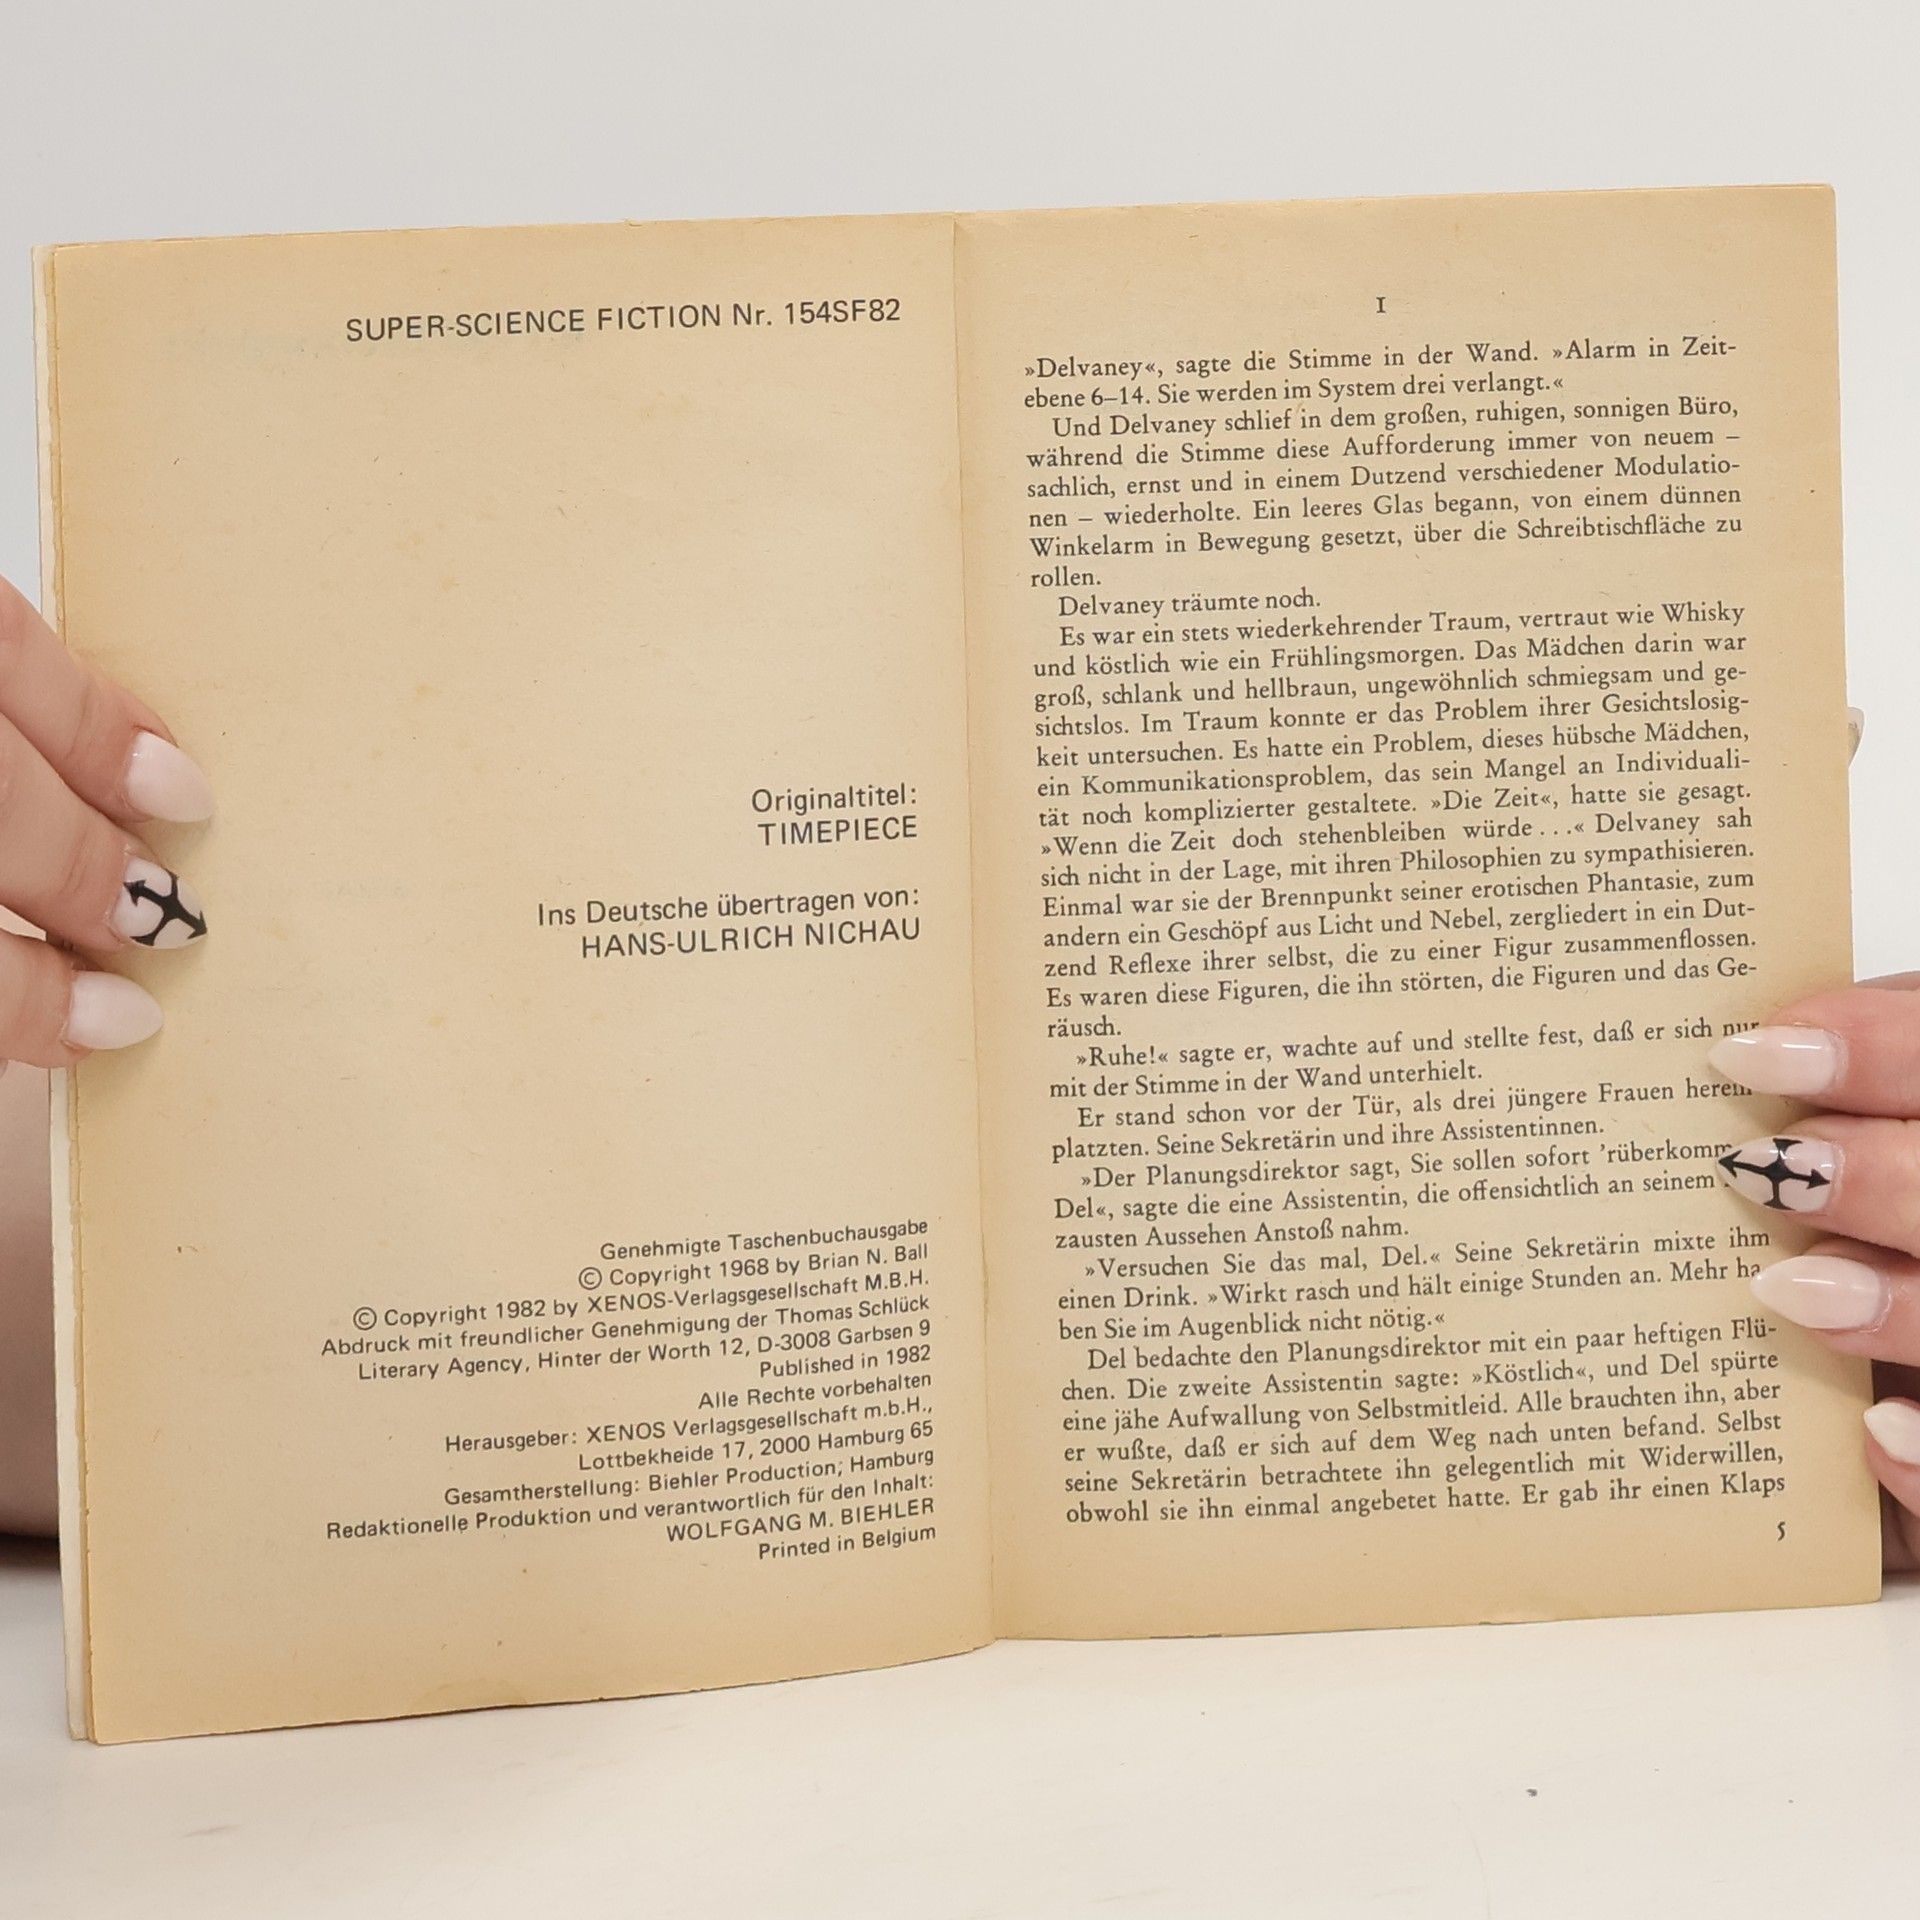 SUPER-SCIENCE FICTION Nr. 154SF82
Originaltitel:
TIMEPIECE
Ins Deutsche übertragen von:
HANS-ULRICH NICHAU
Genehmigte Taschenbuchausgabe
© Copyright 1968 by Brian N. Ball
© Copyright 1982 by XENOS-Verlagsgesellschaft M.B.H.
Abdruck mit freundlicher Genehmigung der Thomas Schlück
Literary Agency, Hinter der Worth 12, D-3008 Garbsen 9
Published in 1982
Alle Rechte vorbehalten
Herausgeber: XENOS Verlagsgesellschaft m.b.H.,
Lottbekheide 17, 2000 Hamburg 65
Gesamtherstellung: Biehler Production, Hamburg
Redaktionelle Produktion und verantwortlich für den Inhalt:
WOLFGANG M. BIEHLER
Printed in Belgium
I
»Delvaney«, sagte die Stimme in der Wand. »Alarm in Zeit-
ebene 6–14. Sie werden im System drei verlangt.«
Und Delvaney schlief in dem großen, ruhigen, sonnigen Büro,
während die Stimme diese Aufforderung immer von neuem –
sachlich, ernst und in einem Dutzend verschiedener Modulatio-
nen – wiederholte. Ein leeres Glas begann, von einem dünnen
Winkelarm in Bewegung gesetzt, über die Schreibtischfläche zu
rollen.
Delvaney träumte noch.
Es war ein stets wiederkehrender Traum, vertraut wie Whisky
und köstlich wie ein Frühlingsmorgen. Das Mädchen darin war
groß, schlank und hellbraun, ungewöhnlich schmiegsam und ge-
sichtslos. Im Traum konnte er das Problem ihrer Gesichtslosig-
keit untersuchen. Es hatte ein Problem, dieses hübsche Mädchen,
ein Kommunikationsproblem, das sein Mangel an Individuali-
tät noch komplizierter gestaltete. »Die Zeit«, hatte sie gesagt.
»Wenn die Zeit doch stehenbleiben würde . . .« Delvaney sah
sich nicht in der Lage, mit ihren Philosophien zu sympathisieren.
Einmal war sie der Brennpunkt seiner erotischen Phantasie, zum
andern ein Geschöpf aus Licht und Nebel, zergliedert in ein Dut-
zend Reflexe ihrer selbst, die zu einer Figur zusammenflossen.
Es waren diese Figuren, die ihn störten, die Figuren und das Ge-
räusch.
»Ruhe!« sagte er, wachte auf und stellte fest, daß er sich nur
mit der Stimme in der Wand unterhielt.
Er stand schon vor der Tür, als drei jüngere Frauen herein
platzten. Seine Sekretärin und ihre Assistentinnen.
»Der Planungsdirektor sagt, Sie sollen sofort 'rüberkomm
Del«, sagte die eine Assistentin, die offensichtlich an seinem
zausten Aussehen Anstoß nahm.
»Versuchen Sie das mal, Del.« Seine Sekretärin mixte ihm
einen Drink. »Wirkt rasch und hält einige Stunden an. Mehr ha
ben Sie im Augenblick nicht nötig.«
Del bedachte den Planungsdirektor mit ein paar heftigen Flü-
chen. Die zweite Assistentin sagte: »Köstlich«, und Del spürte
eine jähe Aufwallung von Selbstmitleid. Alle brauchten ihn, aber
er wußte, daß er sich auf dem Weg nach unten befand. Selbst
seine Sekretärin betrachtete ihn gelegentlich mit Widerwillen,
obwohl sie ihn einmal angebetet hatte. Er gab ihr einen Klaps
5